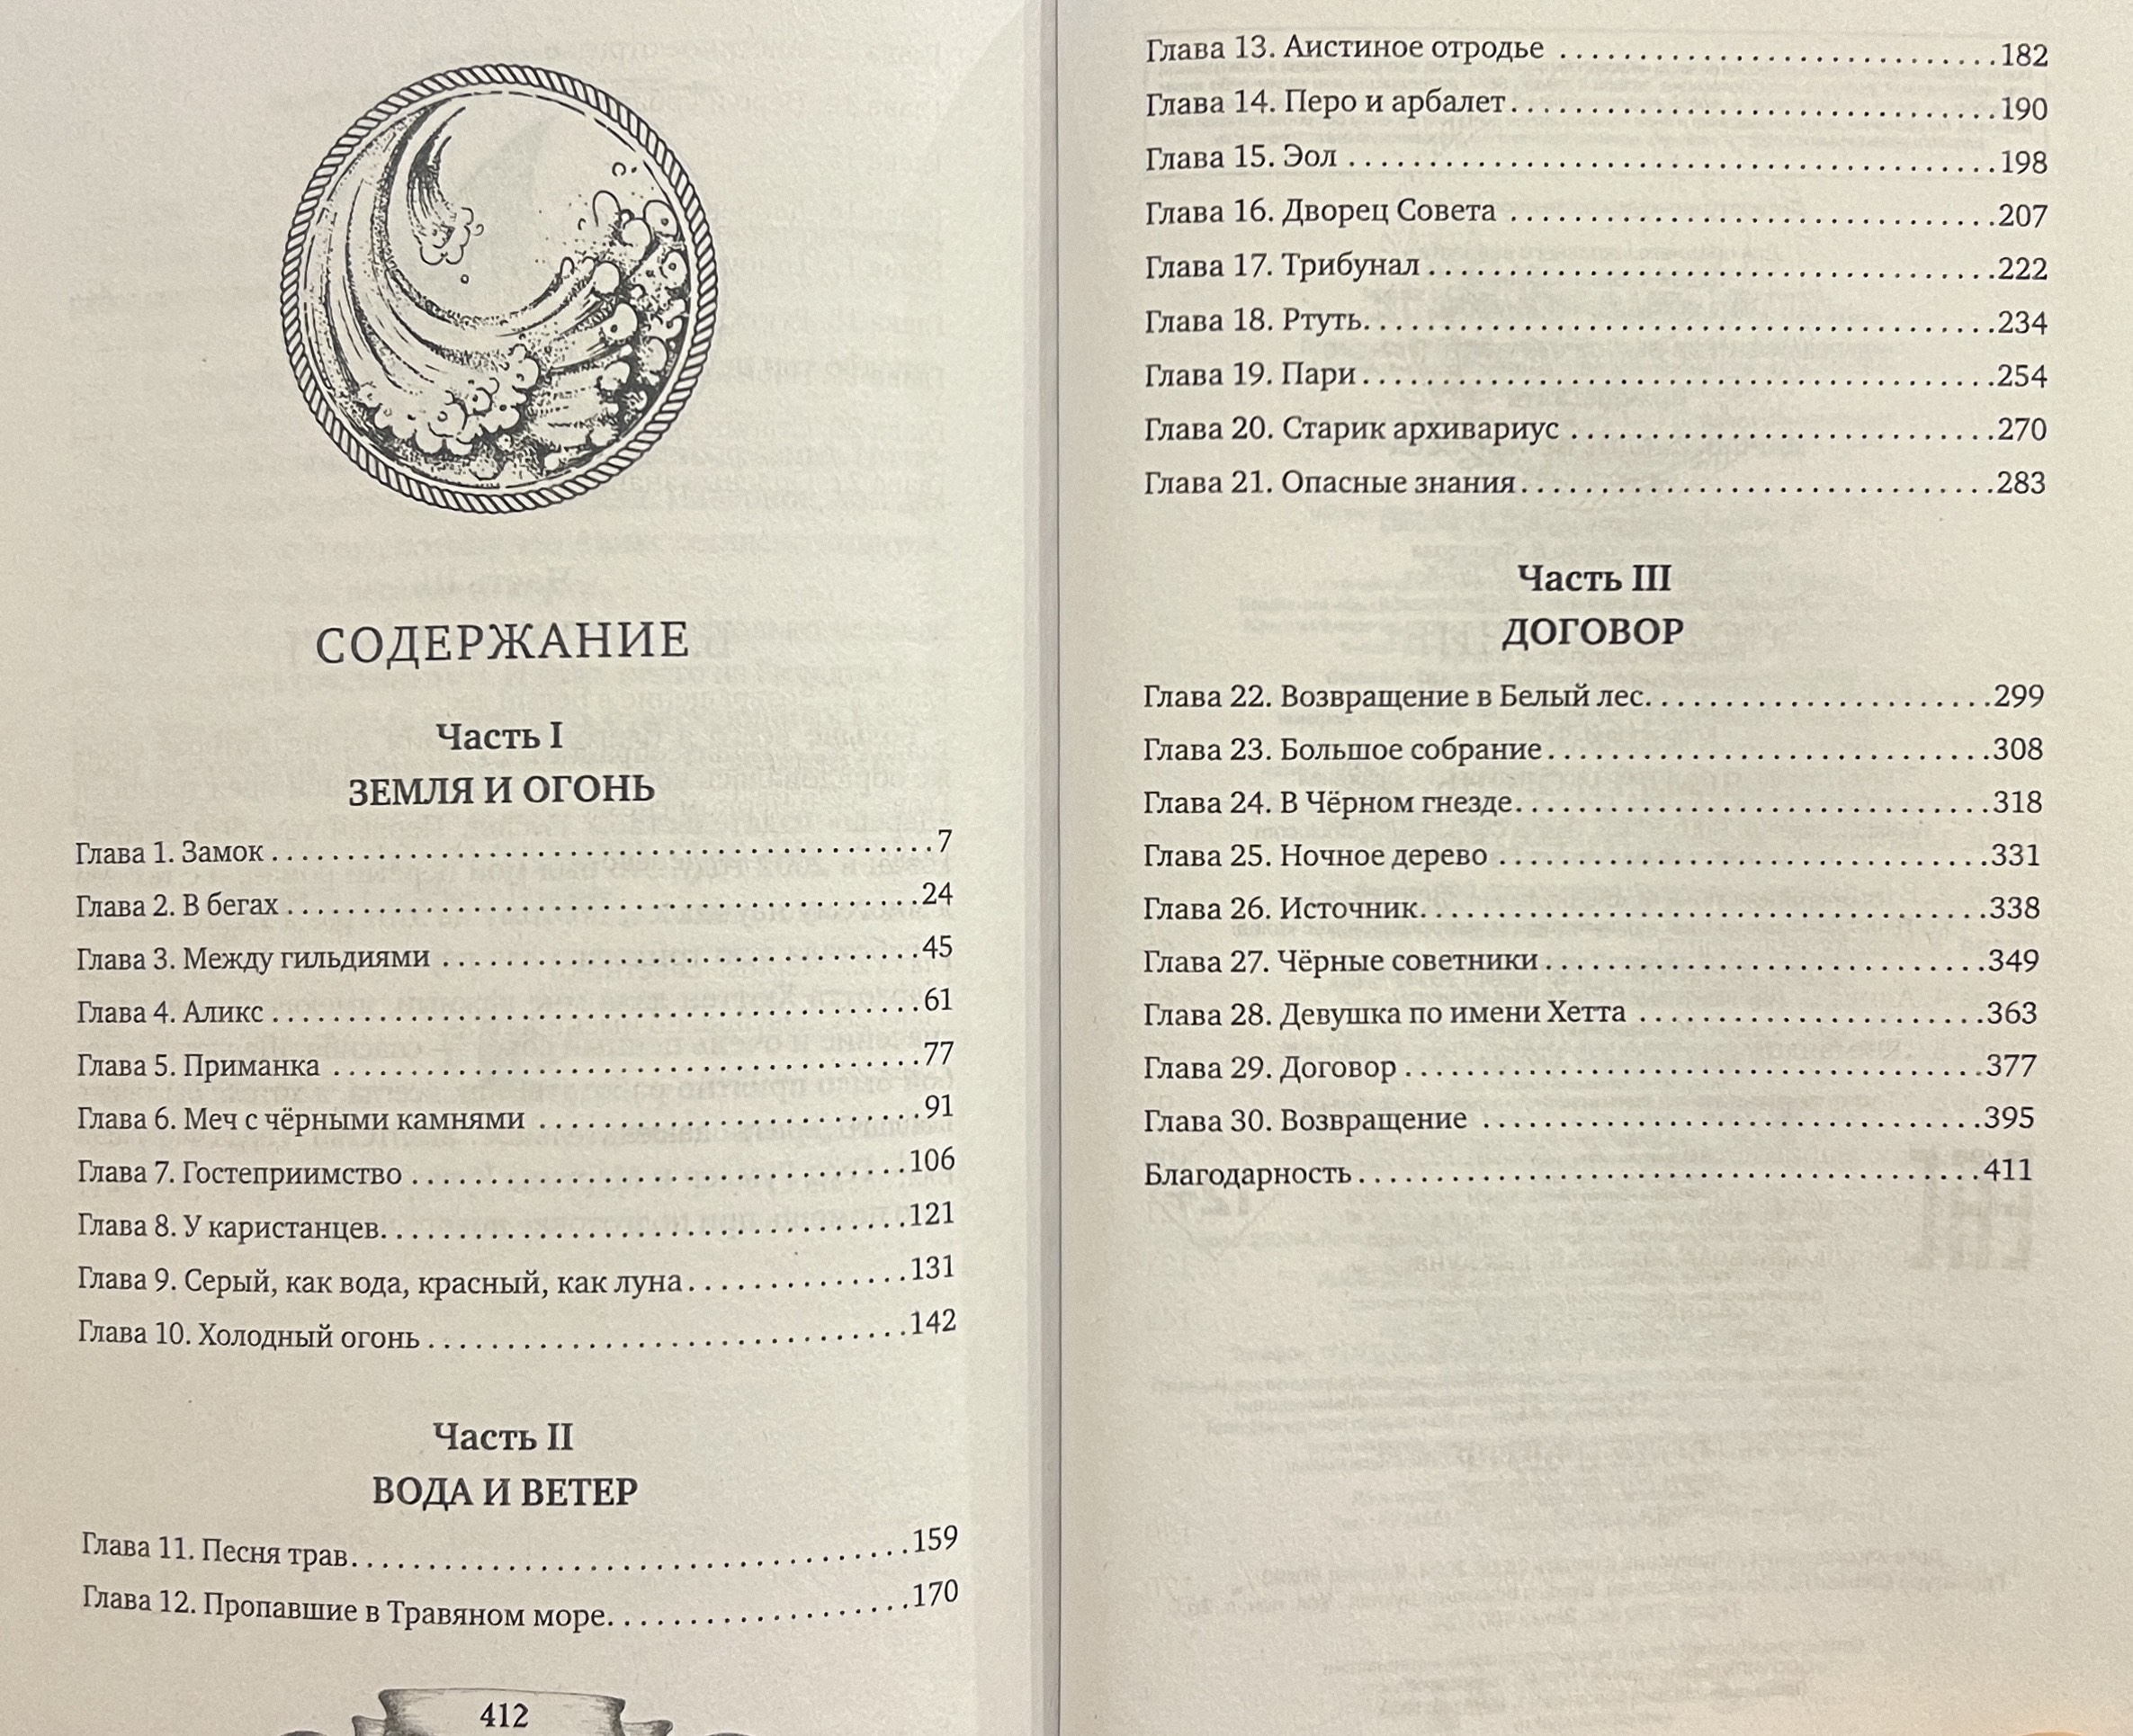 СОДЕРЖАНИЕ
Часть I
ЗЕМЛЯ И ОГОНЬ
Глава 1. Замок . . . . . . . . . . . . . . . . . . . . . . . . . . . . . . . . . . . . . . . . . . 7
Глава 2. В бегах . . . . . . . . . . . . . . . . . . . . . . . . . . . . . . . . . . . . . . . . 24
Глава 3. Между гильдиями . . . . . . . . . . . . . . . . . . . . . . . . . . . . . . 45
Глава 4. Аликс . . . . . . . . . . . . . . . . . . . . . . . . . . . . . . . . . . . . . . . . . 61
Глава 5. Приманка . . . . . . . . . . . . . . . . . . . . . . . . . . . . . . . . . . . . . 77
Глава 6. Меч с чёрными камнями . . . . . . . . . . . . . . . . . . . . . . . . 91
Глава 7. Гостеприимство . . . . . . . . . . . . . . . . . . . . . . . . . . . . . . . 106
Глава 8. У каристанцев. . . . . . . . . . . . . . . . . . . . . . . . . . . . . . . . . 121
Глава 9. Серый, как вода, красный, как луна . . . . . . . . . . . . . . 131
Глава 10. Холодный огонь . . . . . . . . . . . . . . . . . . . . . . . . . . . . . . 142
Часть II
ВОДА И ВЕТЕР
Глава 11. Песня трав. . . . . . . . . . . . . . . . . . . . . . . . . . . . . . . . . . . 159
Глава 12. Пропавшие в Травяном море. . . . . . . . . . . . . . . . . . . 170
412
Глава 13. Аистиное отродье . . . . . . . . . . . . . . . . . . . . . . . . . . . . 182
Глава 14. Перо и арбалет . . . . . . . . . . . . . . . . . . . . . . . . . . . . . . . 190
Глава 15. Эол . . . . . . . . . . . . . . . . . . . . . . . . . . . . . . . . . . . . . . . . . 198
Глава 16. Дворец Совета . . . . . . . . . . . . . . . . . . . . . . . . . . . . . . . 207
Глава 17. Трибунал . . . . . . . . . . . . . . . . . . . . . . . . . . . . . . . . . . . . 222
Глава 18. Ртуть. . . . . . . . . . . . . . . . . . . . . . . . . . . . . . . . . . . . . . . . 234
Глава 19. Пари . . . . . . . . . . . . . . . . . . . . . . . . . . . . . . . . . . . . . . . . 254
Глава 20. Старик архивариус . . . . . . . . . . . . . . . . . . . . . . . . . . . 270
Глава 21. Опасные знания . . . . . . . . . . . . . . . . . . . . . . . . . . . . . . 283
Часть III
ДОГОВОР
Глава 22. Возвращение в Белый лес. . . . . . . . . . . . . . . . . . . . . . 299
Глава 23. Большое собрание . . . . . . . . . . . . . . . . . . . . . . . . . . . . 308
Глава 24. В Чёрном гнезде. . . . . . . . . . . . . . . . . . . . . . . . . . . . . . 318
Глава 25. Ночное дерево . . . . . . . . . . . . . . . . . . . . . . . . . . . . . . . 331
Глава 26. Источник. . . . . . . . . . . . . . . . . . . . . . . . . . . . . . . . . . . . 338
Глава 27. Чёрные советники . . . . . . . . . . . . . . . . . . . . . . . . . . . . 349
Глава 28. Девушка по имени Хетта . . . . . . . . . . . . . . . . . . . . . . 363
Глава 29. Договор . . . . . . . . . . . . . . . . . . . . . . . . . . . . . . . . . . . . . 377
Глава 30. Возвращение . . . . . . . . . . . . . . . . . . . . . . . . . . . . . . . . 395
Благодарность . . . . . . . . . . . . . . . . . . . . . . . . . . . . . . . . . . . . . . . . 411